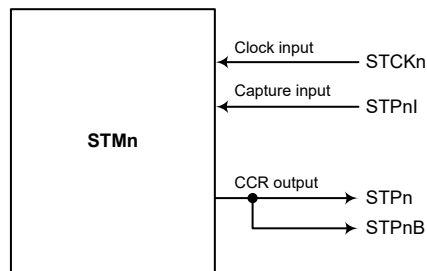 Clock input
STCKn
Capture input
STPnI
STMn
CCR output
STPn
STPnB